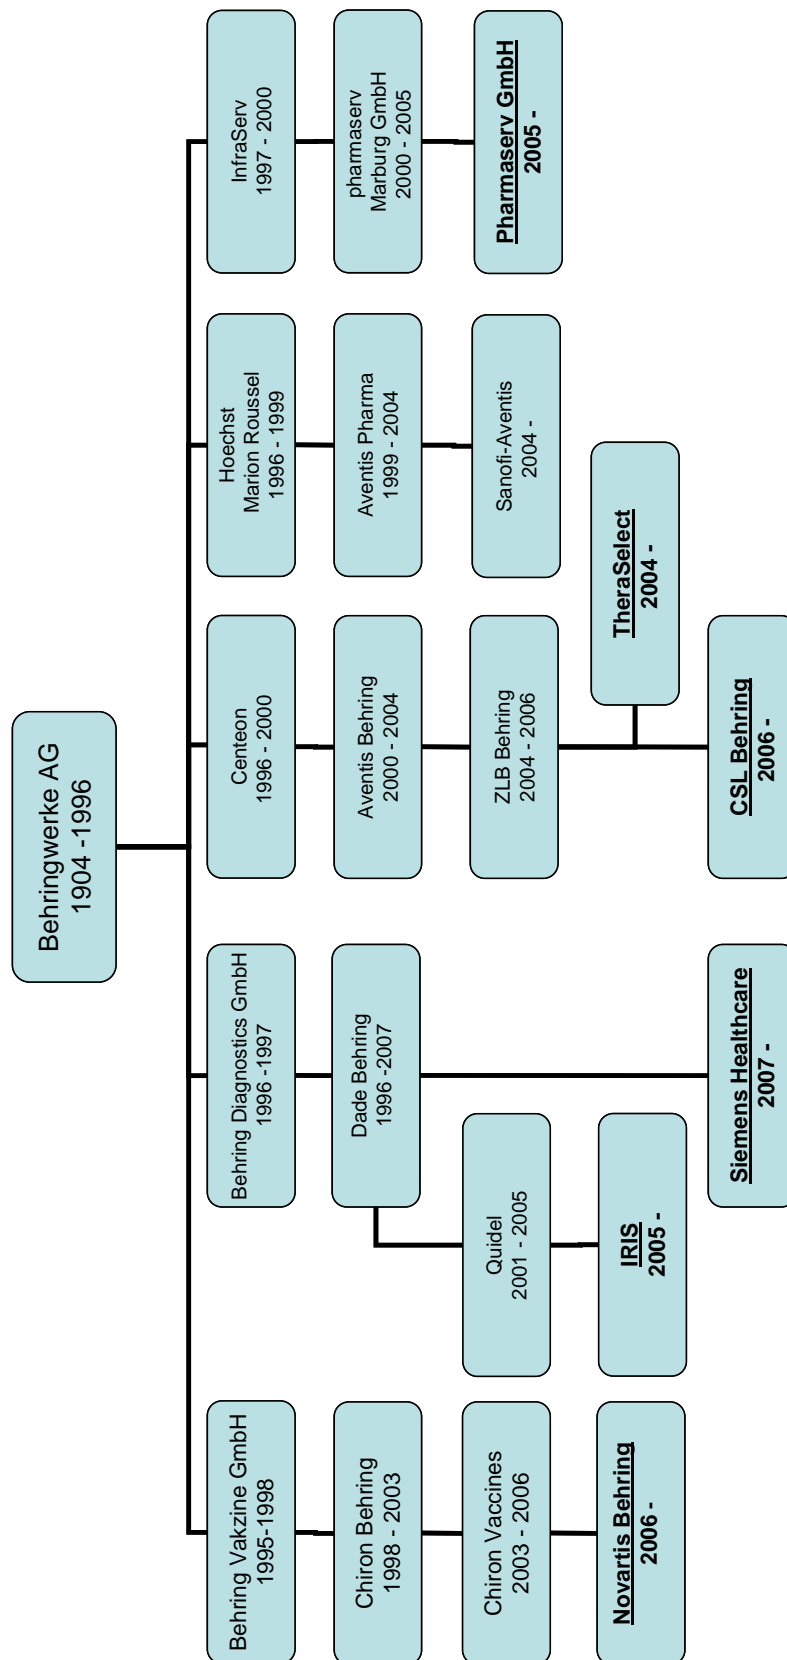 Behringwerke AG
1904 -1996
Behring Vakzine GmbH
1995-1998
Behring Diagnostics GmbH
1996 -1997
Centeon
1996 - 2000
Hoechst
Marion Roussel
1996 - 1999
InfraServ
1997 - 2000
Chiron Behring
1998 - 2003
Dade Behring
1996 -2007
Aventis Behring
2000 - 2004
Aventis Pharma
1999 - 2004
pharmaserv
Marburg GmbH
2000 - 2005
Chiron Vaccines
2003 - 2006
Quidel
2001 - 2005
ZLB Behring
2004 - 2006
Sanofi-Aventis
2004 -
Pharmaserv GmbH
2005 -
Novartis Behring
2006 -
IRIS
2005 -
TheraSelect
2004 -
Siemens Healthcare
2007 -
CSL Behring
2006 -